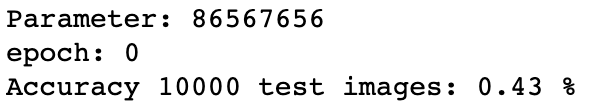 Parameter: 86567656
epoch: 0
Accuracy 10000 test images: 0.43 %